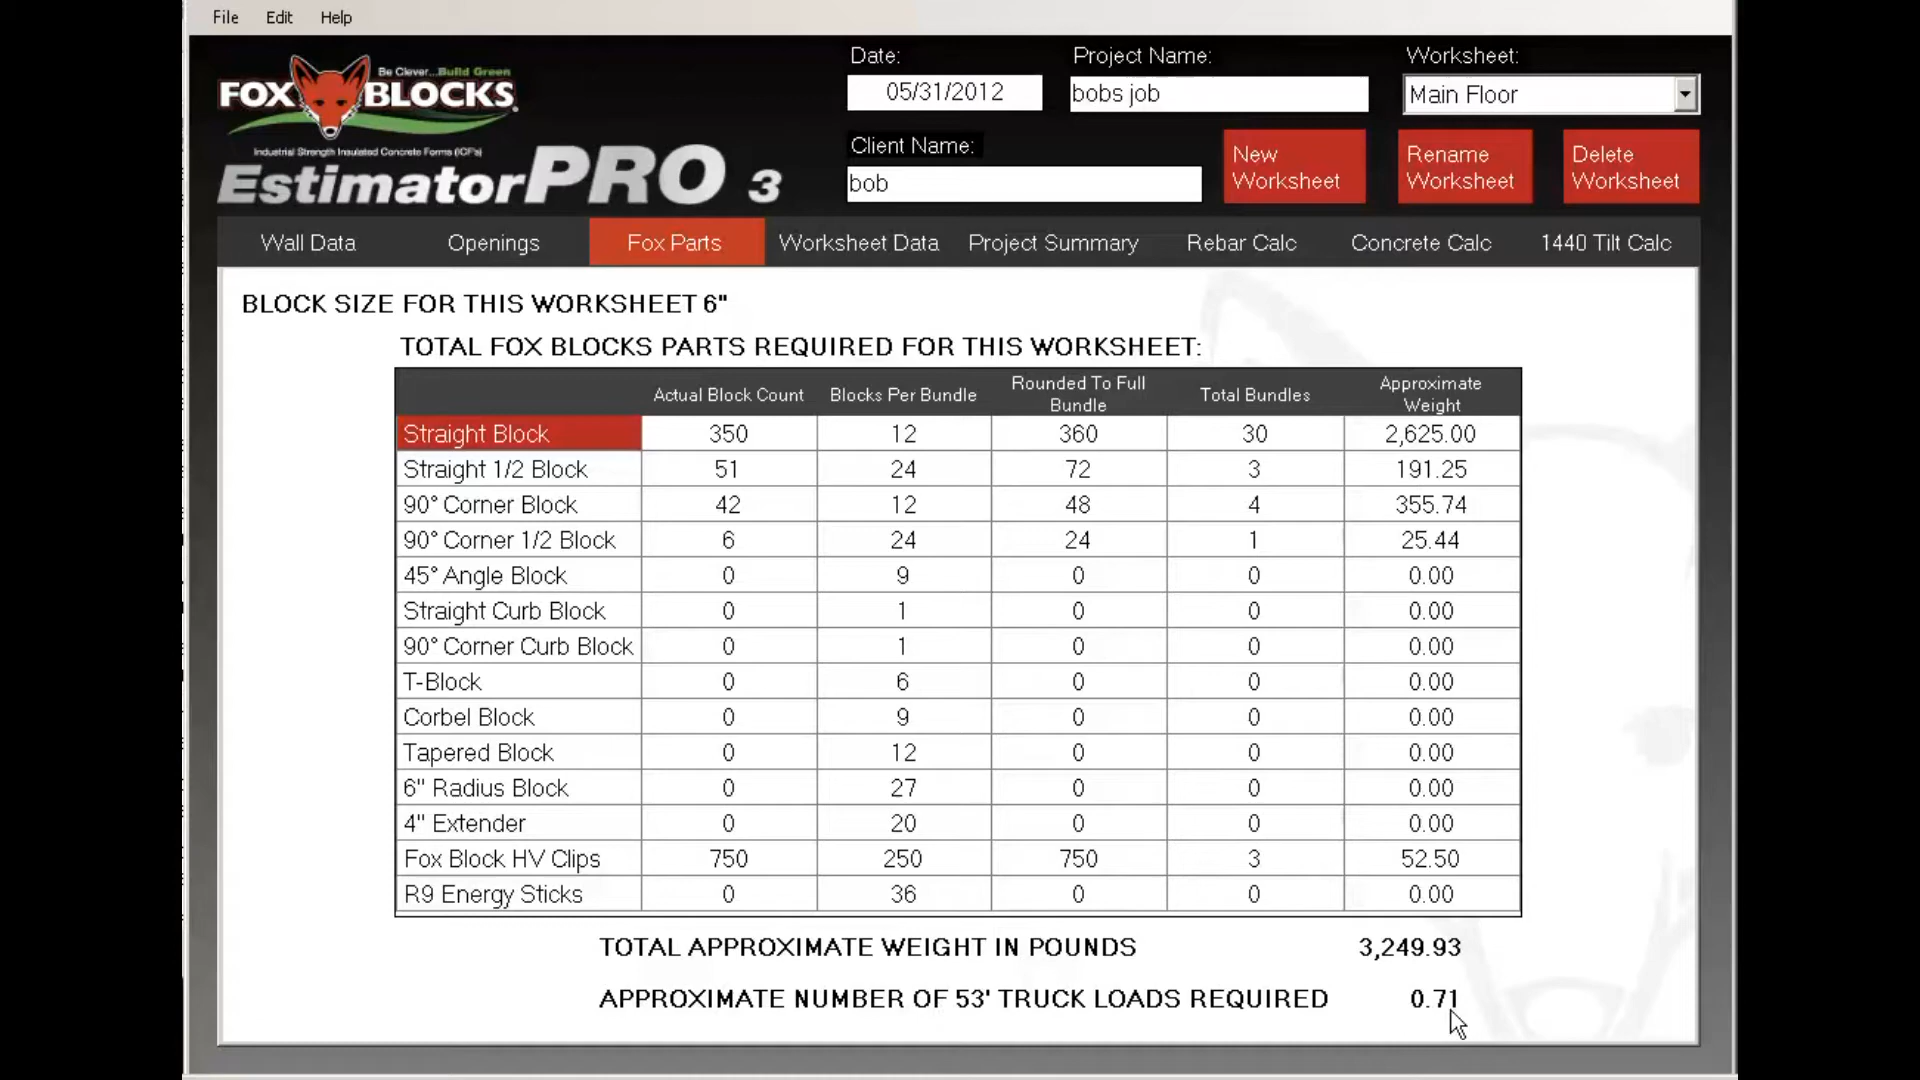 File Edit Help
Be Clever...Build Green
FOX BLOCKS
Industrial Strength Insulated Concrete Forms (ICF's)
EstimatorPRO 3
Date: Project Name: Worksheet:
05/31/2012 bobs job Main Floor
Client Name:
bob
New Worksheet Rename Worksheet Delete Worksheet
Wall Data Openings Fox Parts Worksheet Data Project Summary Rebar Calc Concrete Calc 1440 Tilt Calc
BLOCK SIZE FOR THIS WORKSHEET 6"
TOTAL FOX BLOCKS PARTS REQUIRED FOR THIS WORKSHEET:
Actual Block Count Blocks Per Bundle Rounded To Full Bundle Total Bundles Approximate Weight
Straight Block 350 12 360 30 2,625.00
Straight 1/2 Block 51 24 72 3 191.25
90° Corner Block 42 12 48 4 355.74
90° Corner 1/2 Block 6 24 24 1 25.44
45° Angle Block 0 9 0 0 0.00
Straight Curb Block 0 1 0 0 0.00
90° Corner Curb Block 0 1 0 0 0.00
T-Block 0 6 0 0 0.00
Corbel Block 0 9 0 0 0.00
Tapered Block 0 12 0 0 0.00
6" Radius Block 0 27 0 0 0.00
4" Extender 0 20 0 0 0.00
Fox Block HV Clips 750 250 750 3 52.50
R9 Energy Sticks 0 36 0 0 0.00
TOTAL APPROXIMATE WEIGHT IN POUNDS 3,249.93
APPROXIMATE NUMBER OF 53' TRUCK LOADS REQUIRED 0.71